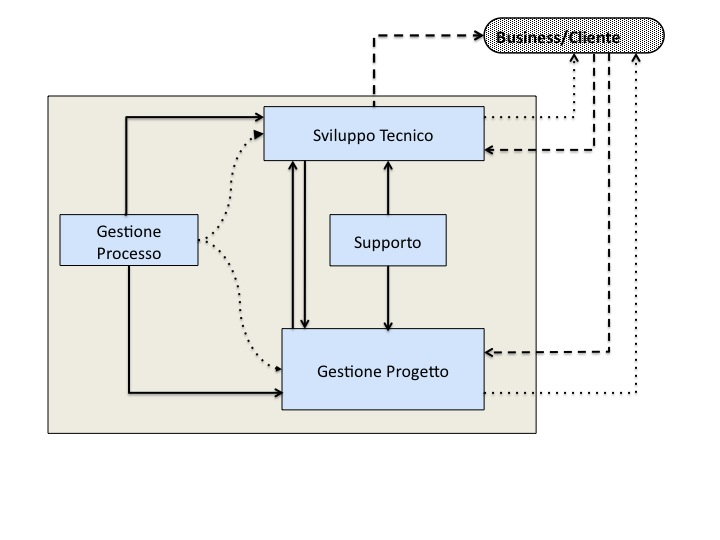 Business/Cliente
Sviluppo Tecnico
Gestione
Processo
Supporto
Gestione Progetto